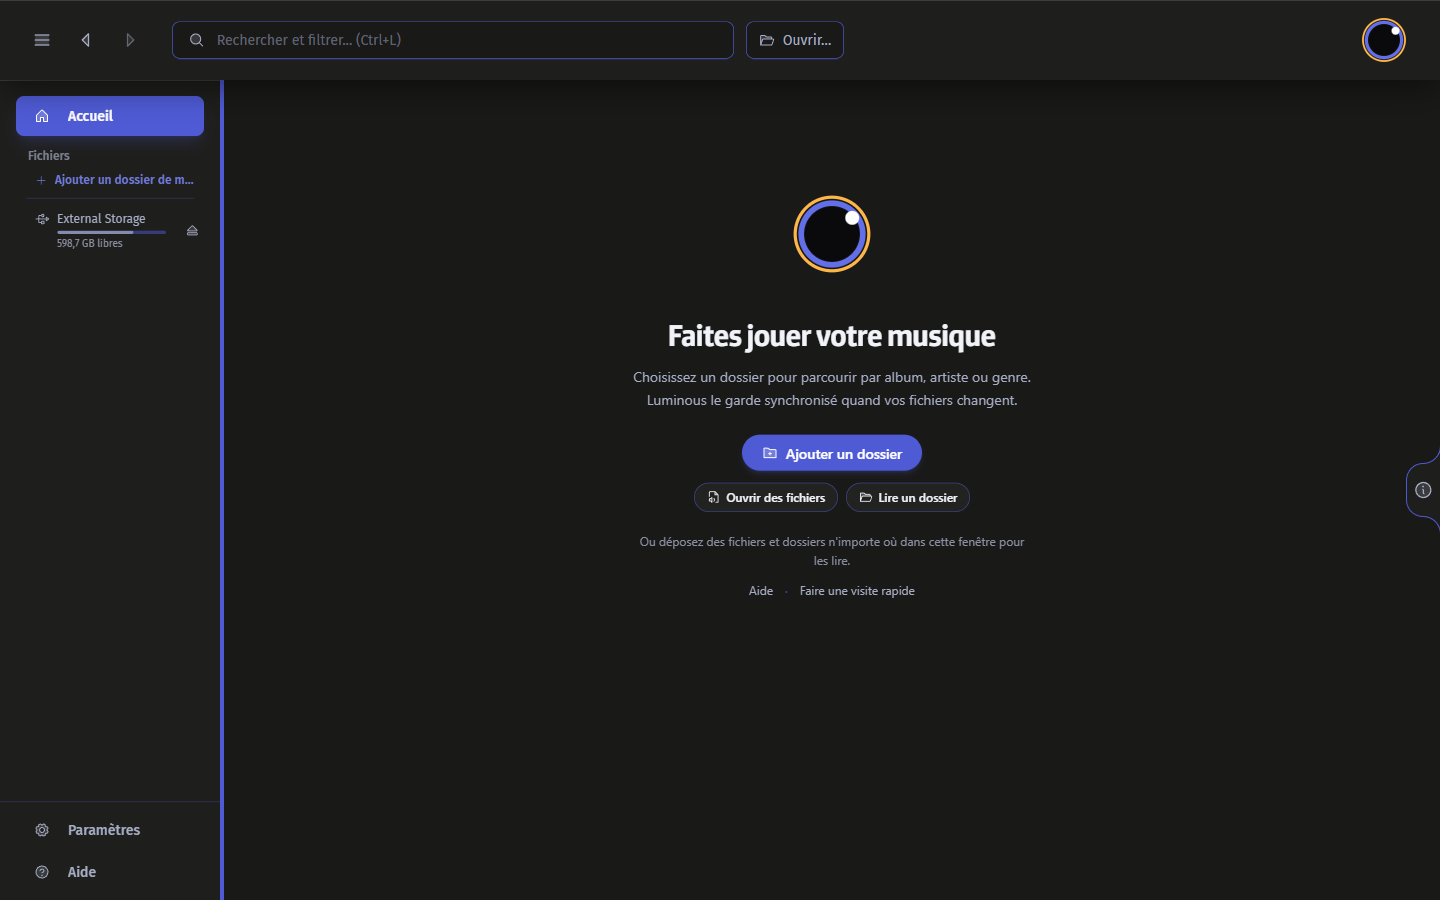 Rechercher et filtrer... (Ctrl+L)
Ouvrir...
Accueil
Fichiers
Ajouter un dossier de m...
External Storage
598,7 GB libres
Faites jouer votre musique
Choisissez un dossier pour parcourir par album, artiste ou genre.
Luminous le garde synchronisé quand vos fichiers changent.
Ajouter un dossier
Ouvrir des fichiers
Lire un dossier
Ou déposez des fichiers et dossiers n'importe où dans cette fenêtre pour
les lire.
Aide · Faire une visite rapide
Paramètres
Aide